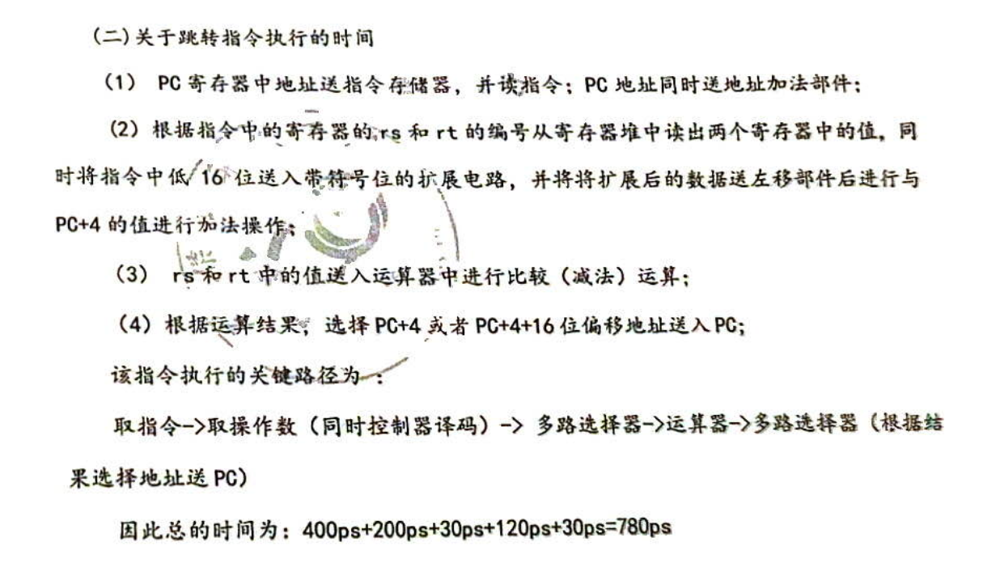 (二)关于跳转指令执行的时间
(1) PC 寄存器中地址送指令存储器，并读指令；PC 地址同时送地址加法部件；
(2) 根据指令中的寄存器的 rs 和 rt 的编号从寄存器堆中读出两个寄存器中的值，同
时将指令中低 16 位送入带符号位的扩展电路，并将将扩展后的数据送左移部件后进行与
PC+4 的值进行加法操作；
(3) rs 和 rt 中的值送入运算器中进行比较（减法）运算；
(4) 根据运算结果，选择 PC+4 或者 PC+4+16 位偏移地址送入 PC；
该指令执行的关键路径为 ：
取指令->取操作数（同时控制器译码）-> 多路选择器->运算器->多路选择器（根据结
果选择地址送 PC）
因此总的时间为：400ps+200ps+30ps+120ps+30ps=780ps